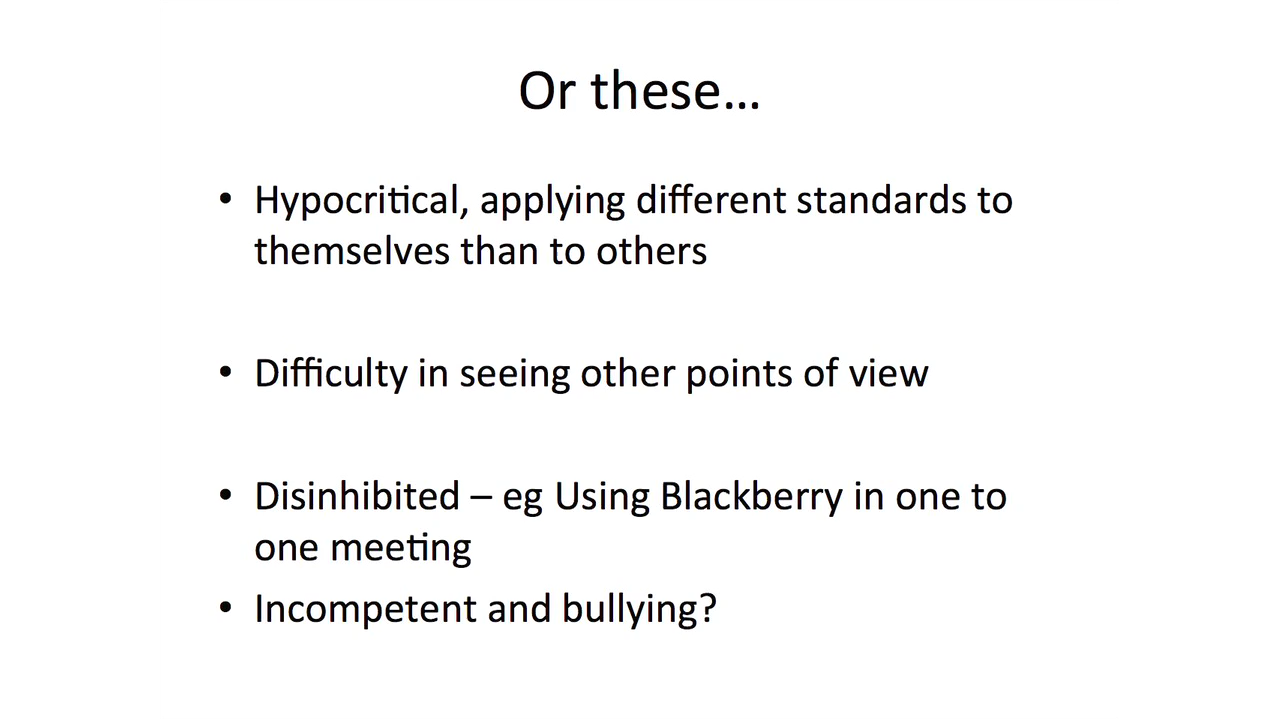 Or these…
• Hypocritical, applying different standards to
themselves than to others
• Difficulty in seeing other points of view
• Disinhibited – eg Using Blackberry in one to
one meeting
• Incompetent and bullying?